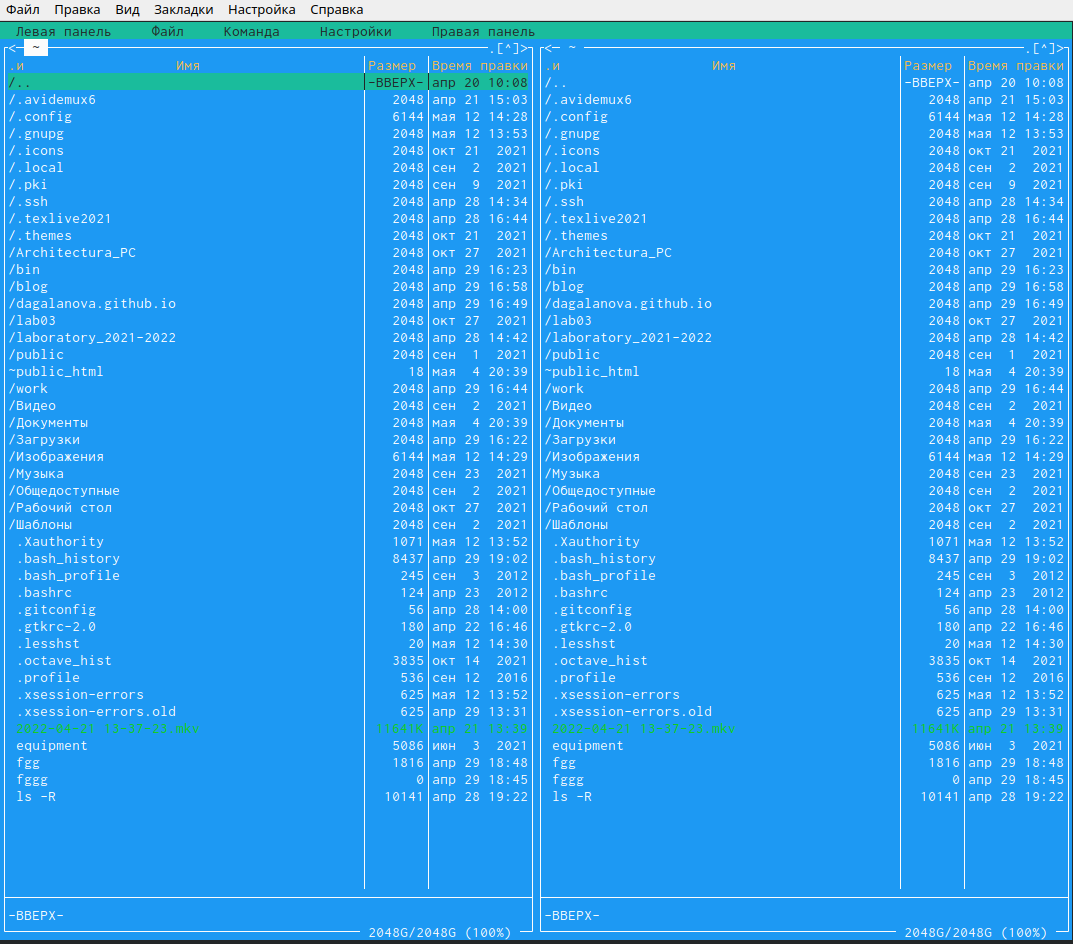 Файл Правка Вид Закладки Настройка Справка
Левая панель Файл Команда Настройки Правая панель
<─ ~ .[^]> <─ ~ .[^]>
.и Имя Размер Время правки .и Имя Размер Время правки
/.. -ВВЕРХ- апр 20 10:08 /.. -ВВЕРХ- апр 20 10:08
/.avidemux6 2048 апр 21 15:03 /.avidemux6 2048 апр 21 15:03
/.config 6144 мая 12 14:28 /.config 6144 мая 12 14:28
/.gnupg 2048 мая 12 13:53 /.gnupg 2048 мая 12 13:53
/.icons 2048 окт 21 2021 /.icons 2048 окт 21 2021
/.local 2048 сен 2 2021 /.local 2048 сен 2 2021
/.pki 2048 сен 9 2021 /.pki 2048 сен 9 2021
/.ssh 2048 апр 28 14:34 /.ssh 2048 апр 28 14:34
/.texlive2021 2048 апр 28 16:44 /.texlive2021 2048 апр 28 16:44
/.themes 2048 окт 21 2021 /.themes 2048 окт 21 2021
/Architectura_PC 2048 окт 27 2021 /Architectura_PC 2048 окт 27 2021
/bin 2048 апр 29 16:23 /bin 2048 апр 29 16:23
/blog 2048 апр 29 16:58 /blog 2048 апр 29 16:58
/dagalanova.github.io 2048 апр 29 16:49 /dagalanova.github.io 2048 апр 29 16:49
/lab03 2048 окт 27 2021 /lab03 2048 окт 27 2021
/laboratory_2021-2022 2048 апр 28 14:42 /laboratory_2021-2022 2048 апр 28 14:42
/public 2048 сен 1 2021 /public 2048 сен 1 2021
~public_html 18 мая 4 20:39 ~public_html 18 мая 4 20:39
/work 2048 апр 29 16:44 /work 2048 апр 29 16:44
/Видео 2048 сен 2 2021 /Видео 2048 сен 2 2021
/Документы 2048 мая 4 20:39 /Документы 2048 мая 4 20:39
/Загрузки 2048 апр 29 16:22 /Загрузки 2048 апр 29 16:22
/Изображения 6144 мая 12 14:29 /Изображения 6144 мая 12 14:29
/Музыка 2048 сен 23 2021 /Музыка 2048 сен 23 2021
/Общедоступные 2048 сен 2 2021 /Общедоступные 2048 сен 2 2021
/Рабочий стол 2048 окт 27 2021 /Рабочий стол 2048 окт 27 2021
/Шаблоны 2048 сен 2 2021 /Шаблоны 2048 сен 2 2021
.Xauthority 1071 мая 12 13:52 .Xauthority 1071 мая 12 13:52
.bash_history 8437 апр 29 19:02 .bash_history 8437 апр 29 19:02
.bash_profile 245 сен 3 2012 .bash_profile 245 сен 3 2012
.bashrc 124 апр 23 2012 .bashrc 124 апр 23 2012
.gitconfig 56 апр 28 14:00 .gitconfig 56 апр 28 14:00
.gtkrc-2.0 180 апр 22 16:46 .gtkrc-2.0 180 апр 22 16:46
.lesshst 20 мая 12 14:30 .lesshst 20 мая 12 14:30
.octave_hist 3835 окт 14 2021 .octave_hist 3835 окт 14 2021
.profile 536 сен 12 2016 .profile 536 сен 12 2016
.xsession-errors 625 мая 12 13:52 .xsession-errors 625 мая 12 13:52
.xsession-errors.old 625 апр 29 13:31 .xsession-errors.old 625 апр 29 13:31
equipment 5086 июн 3 2021 equipment 5086 июн 3 2021
fgg 1816 апр 29 18:48 fgg 1816 апр 29 18:48
fggg 0 апр 29 18:45 fggg 0 апр 29 18:45
ls -R 10141 апр 28 19:22 ls -R 10141 апр 28 19:22
-ВВЕРХ- -ВВЕРХ-
2048G/2048G (100%) 2048G/2048G (100%)